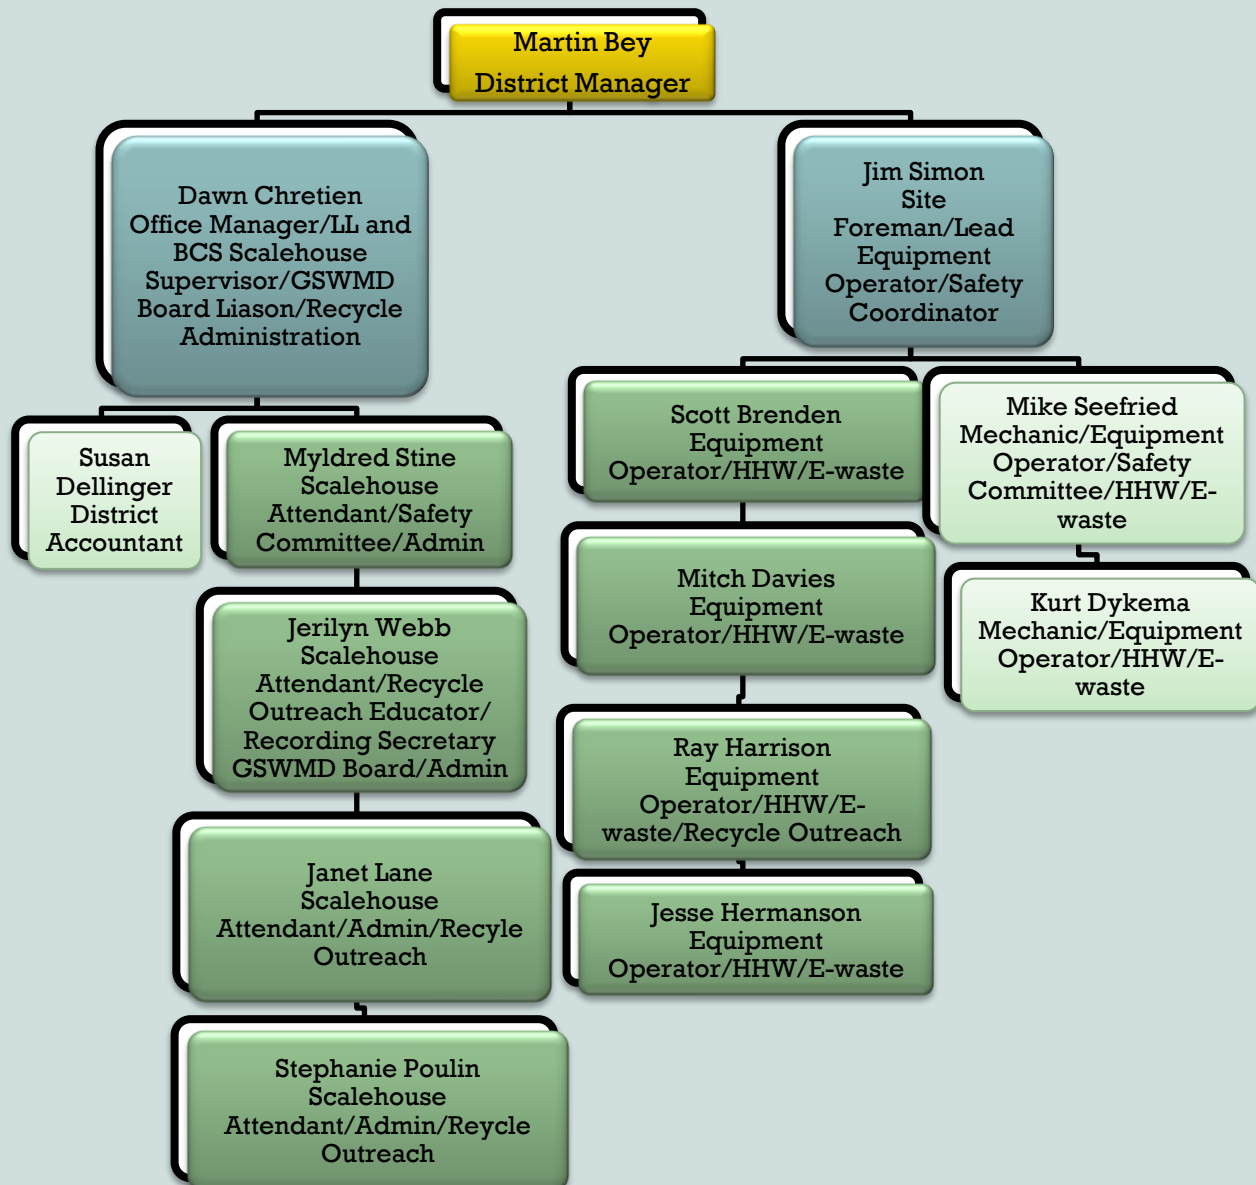 Martin Bey
District Manager
Dawn Chretien
Office Manager/LL and
BCS Scalehouse
Supervisor/GSWMD
Board Liason/Recycle
Administration
Jim Simon
Site
Foreman/Lead
Equipment
Operator/Safety
Coordinator
Susan
Dellinger
District
Accountant
Myldred Stine
Scalehouse
Attendant/Safety
Committee/Admin
Jerilyn Webb
Scalehouse
Attendant/Recycle
Outreach Educator/
Recording Secretary
GSWMD Board/Admin
Janet Lane
Scalehouse
Attendant/Admin/Recyle
Outreach
Stephanie Poulin
Scalehouse
Attendant/Admin/Reycle
Outreach
Scott Brenden
Equipment
Operator/HHW/E-waste
Mitch Davies
Equipment
Operator/HHW/E-waste
Ray Harrison
Equipment
Operator/HHW/E-
waste/Recycle Outreach
Jesse Hermanson
Equipment
Operator/HHW/E-waste
Mike Seefried
Mechanic/Equipment
Operator/Safety
Committee/HHW/E-
waste
Kurt Dykema
Mechanic/Equipment
Operator/HHW/E-
waste